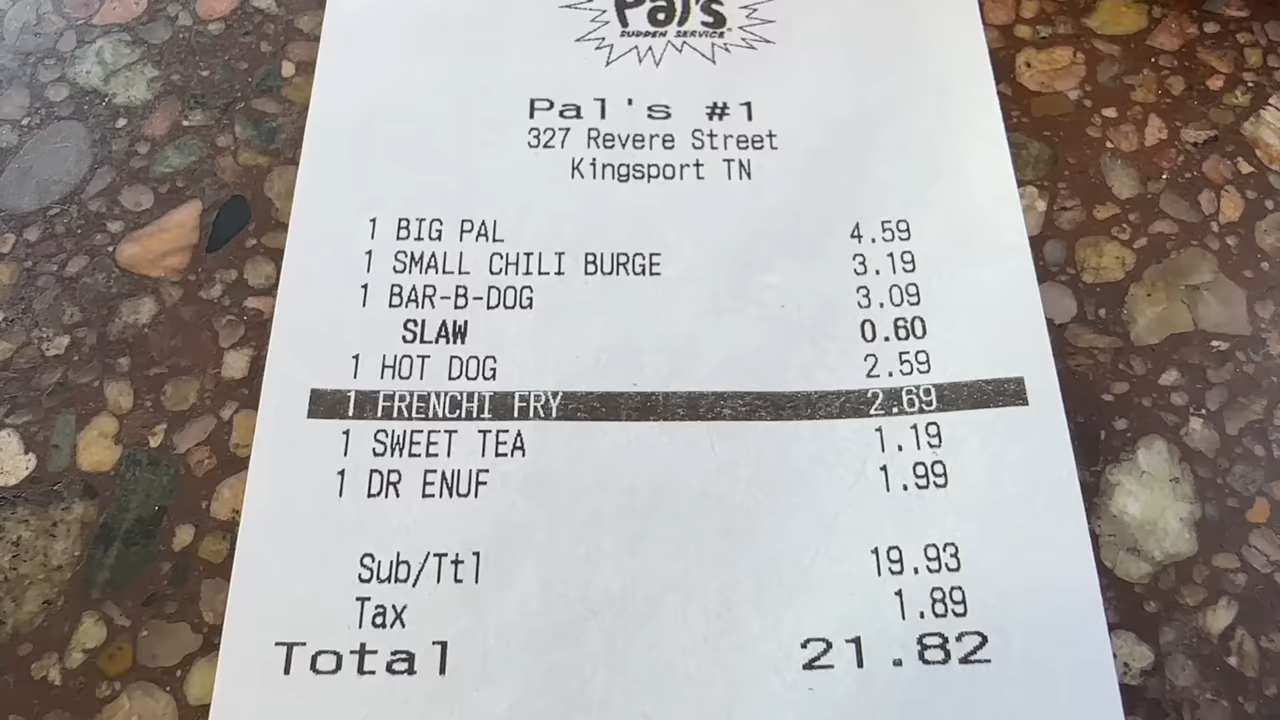 Pal's
SUDDEN SERVICE
Pal's #1
327 Revere Street
Kingsport TN
1 BIG PAL 4.59
1 SMALL CHILI BURGE 3.19
1 BAR-B-DOG 3.09
SLAW 0.60
1 HOT DOG 2.59
1 FRENCHI FRY 2.69
1 SWEET TEA 1.19
1 DR ENUF 1.99
Sub/Ttl 19.93
Tax 1.89
Total 21.82